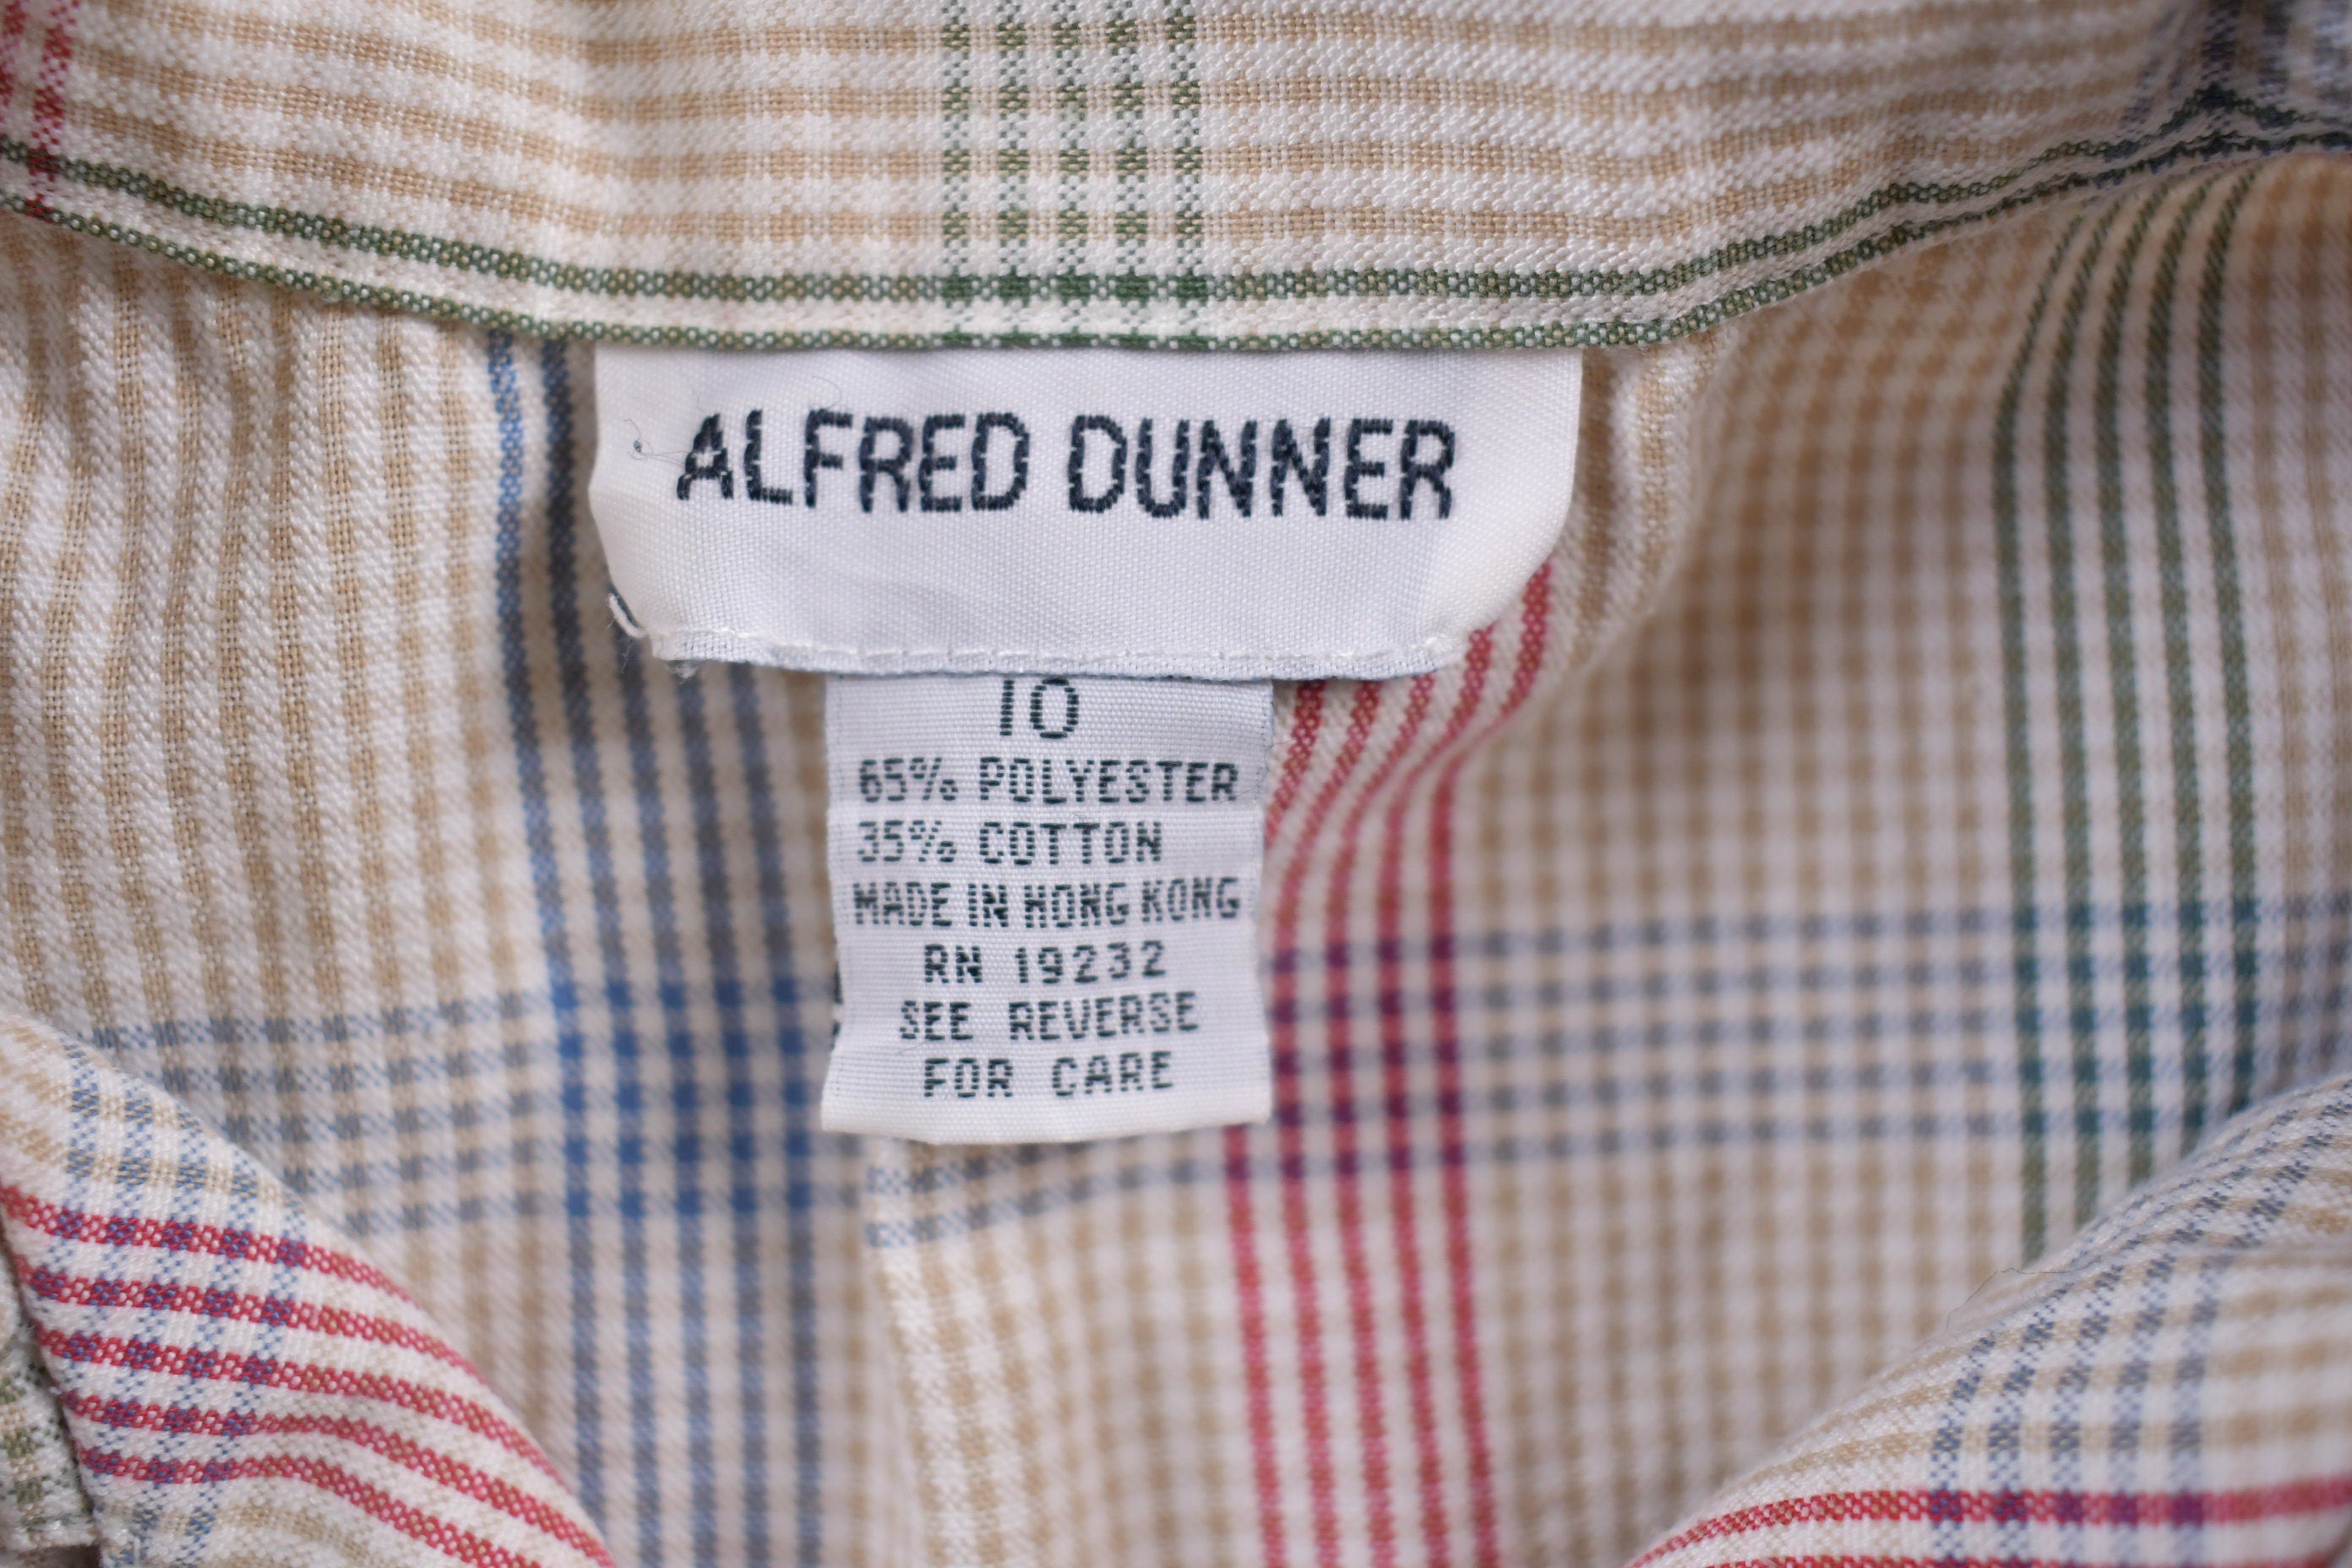 ALFRED DUNNER
10
65% POLYESTER
35% COTTON
MADE IN HONG KONG
RN 19232
SEE REVERSE
FOR CARE